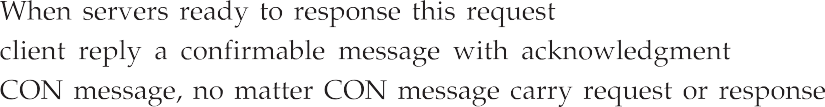 When servers ready to response this request
client reply a confirmable message with acknowledgment
CON message, no matter CON message carry request or response